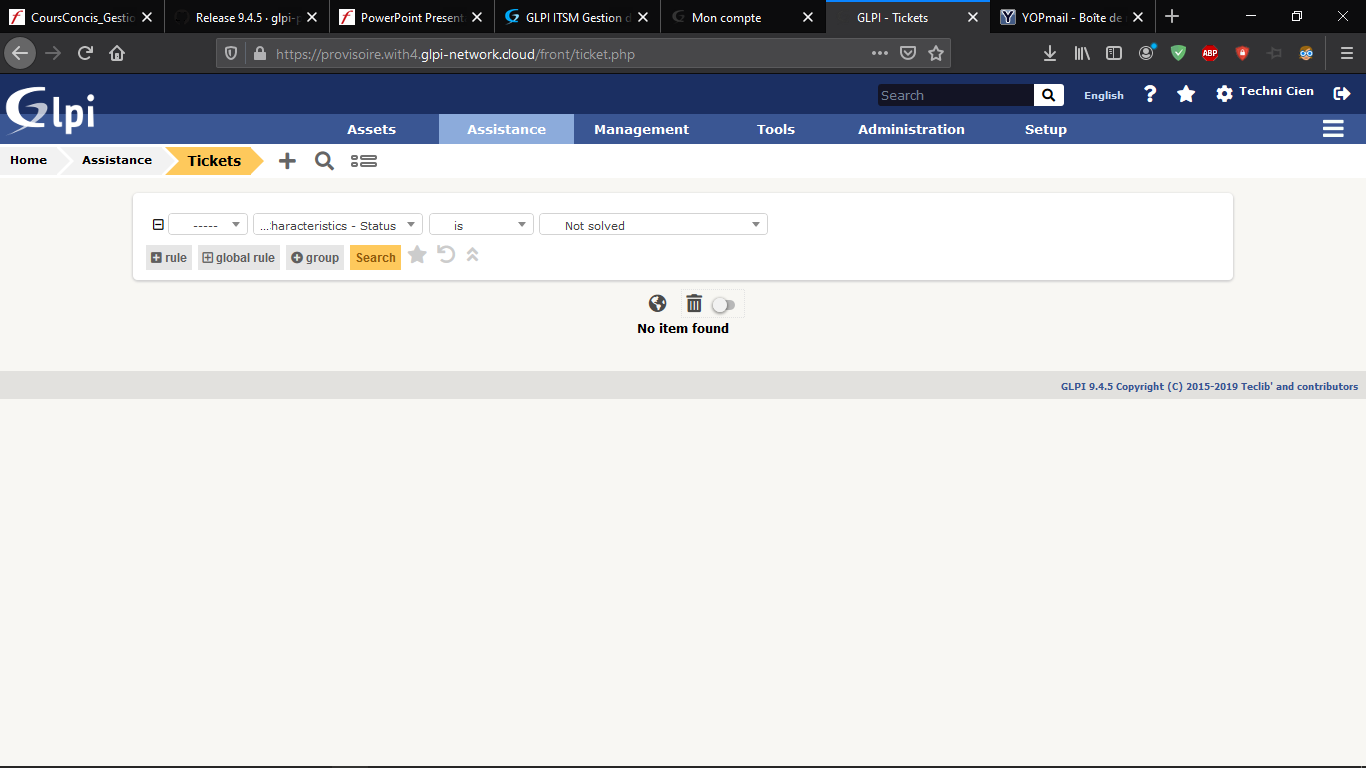 CoursConcis_Gestio
Release 9.4.5 · glpi-p
PowerPoint Present
GLPI ITSM Gestion d
Mon compte
GLPI - Tickets
YOPmail - Boîte de
https://provisoire.with4.glpi-network.cloud/front/ticket.php
ABP
Glpi
Search
English
Techni Cien
Assets
Assistance
Management
Tools
Administration
Setup
Home
Assistance
Tickets
-----
...:haracteristics - Status
is
Not solved
rule
global rule
group
Search
No item found
GLPI 9.4.5 Copyright (C) 2015-2019 Teclib' and contributors